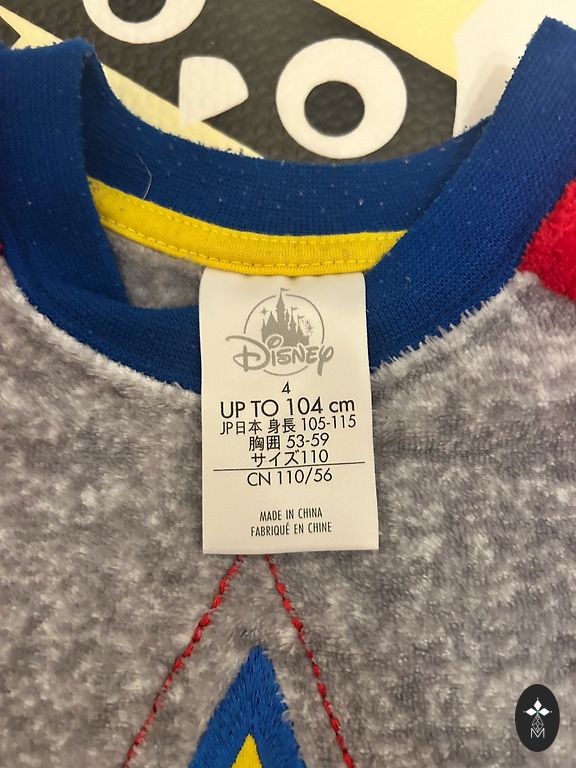 Disney
4
UP TO 104 cm
JP日本 身長 105-115
胸囲 53-59
サイズ110
CN 110/56
MADE IN CHINA
FABRIQUÉ EN CHINE
M